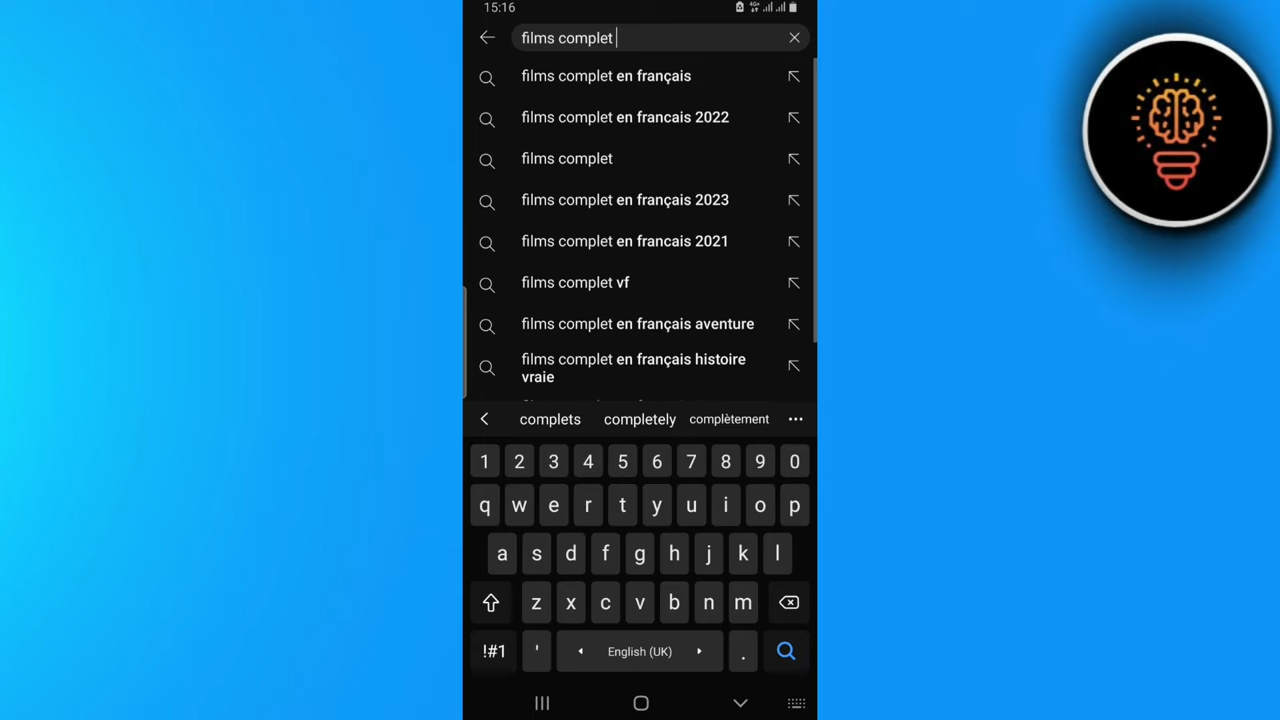 15:16
films complet
films complet en français
films complet en francais 2022
films complet
films complet en français 2023
films complet en francais 2021
films complet vf
films complet en français aventure
films complet en français histoire
vraie
complets completely complètement
1 2 3 4 5 6 7 8 9 0
q w e r t y u i o p
a s d f g h j k l
z x c v b n m
!#1 ' English (UK) .